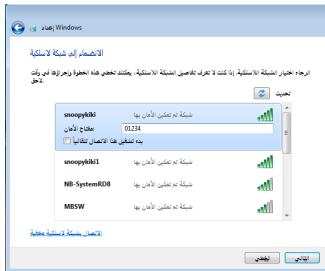 إعداد Windows
الانضمام إلى شبكة لاسلكية
الرجاء اختيار الشبكة اللاسلكية. إذا كنت لا تعرف تفاصيل الشبكة اللاسلكية، يمكنك تخطي هذه الخطوة وإجراؤها في وقت
لاحق.
تحديث
snoopykiki شبكة تم تمكين الأمان بها
مفتاح الأمان: 01234
بدء تشغيل هذا الاتصال تلقائياً
snoopykiki1 شبكة تم تمكين الأمان بها
NB-SystemRD8 شبكة تم تمكين الأمان بها
MBSW شبكة تم تمكين الأمان بها
الاتصال بشبكة لاسلكية مخفية
التالي تخطي